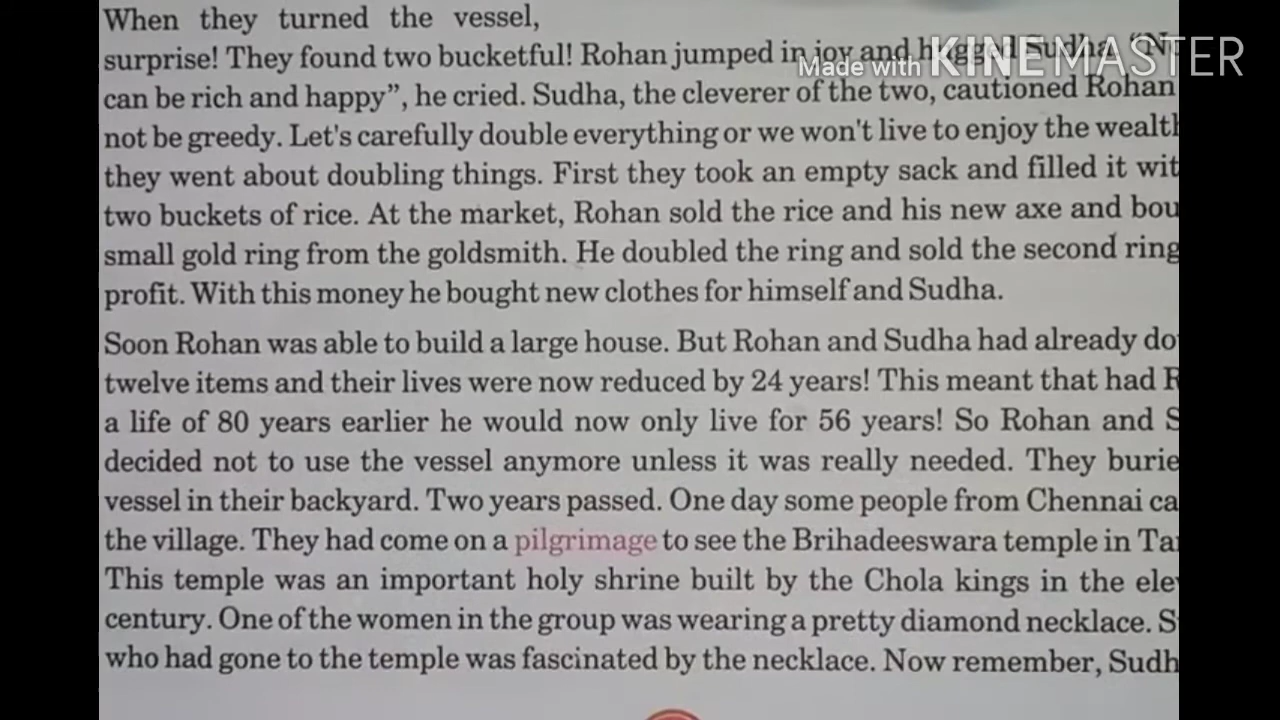 When they turned the vessel,
surprise! They found two bucketful! Rohan jumped in joy and hugged Sudha. "No
can be rich and happy", he cried. Sudha, the cleverer of the two, cautioned Rohan
not be greedy. Let's carefully double everything or we won't live to enjoy the wealth
they went about doubling things. First they took an empty sack and filled it wit
two buckets of rice. At the market, Rohan sold the rice and his new axe and bou
small gold ring from the goldsmith. He doubled the ring and sold the second ring
profit. With this money he bought new clothes for himself and Sudha.
Soon Rohan was able to build a large house. But Rohan and Sudha had already do
twelve items and their lives were now reduced by 24 years! This meant that had R
a life of 80 years earlier he would now only live for 56 years! So Rohan and S
decided not to use the vessel anymore unless it was really needed. They burie
vessel in their backyard. Two years passed. One day some people from Chennai ca
the village. They had come on a pilgrimage to see the Brihadeeswara temple in Ta
This temple was an important holy shrine built by the Chola kings in the ele
century. One of the women in the group was wearing a pretty diamond necklace. S
who had gone to the temple was fascinated by the necklace. Now remember, Sudh
Made with KINEMASTER